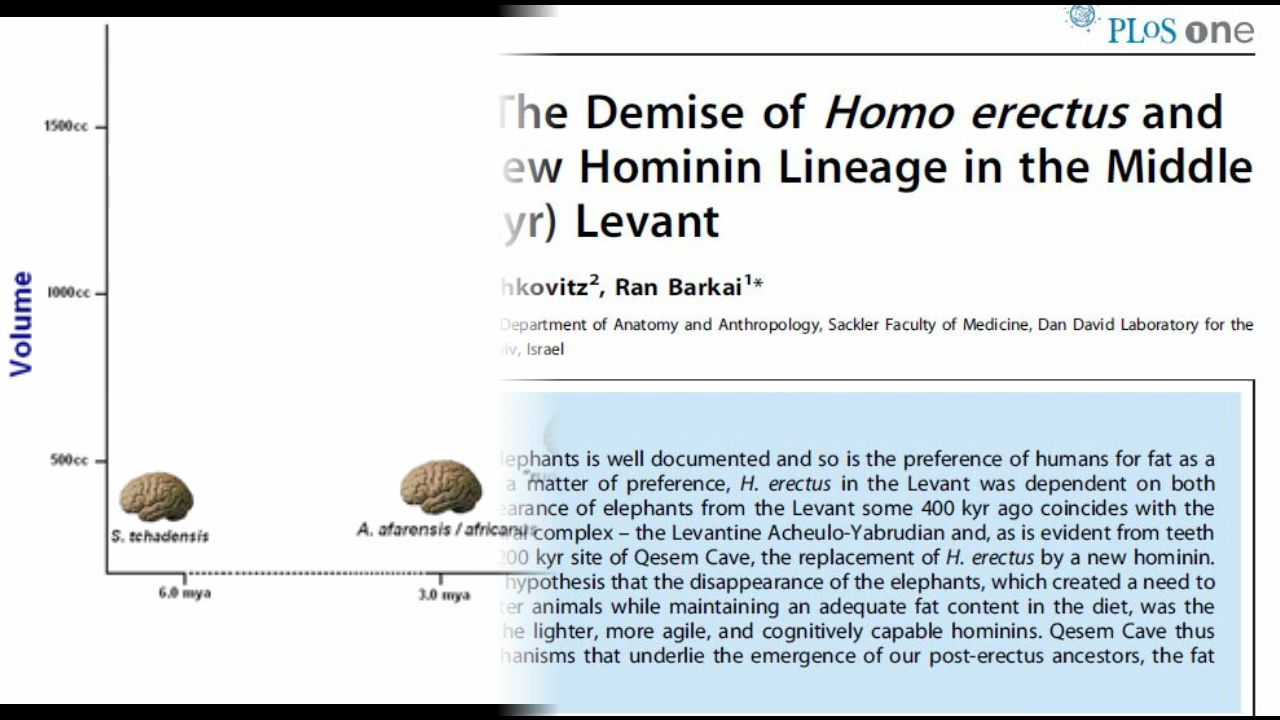 PLoS one
1500cc
1000cc
500cc
Volume
S. tchadensis
A. afarensis / africanus
6.0 mya
3.0 mya
The Demise of Homo erectus and
ew Hominin Lineage in the Middle
yr) Levant
hkovitz2, Ran Barkai1*
Department of Anatomy and Anthropology, Sackler Faculty of Medicine, Dan David Laboratory for the
iv, Israel
lephants is well documented and so is the preference of humans for fat as a
a matter of preference, H. erectus in the Levant was dependent on both
earance of elephants from the Levant some 400 kyr ago coincides with the
complex – the Levantine Acheulo-Yabrudian and, as is evident from teeth
200 kyr site of Qesem Cave, the replacement of H. erectus by a new hominin.
hypothesis that the disappearance of the elephants, which created a need to
ter animals while maintaining an adequate fat content in the diet, was the
the lighter, more agile, and cognitively capable hominins. Qesem Cave thus
hanisms that underlie the emergence of our post-erectus ancestors, the fat